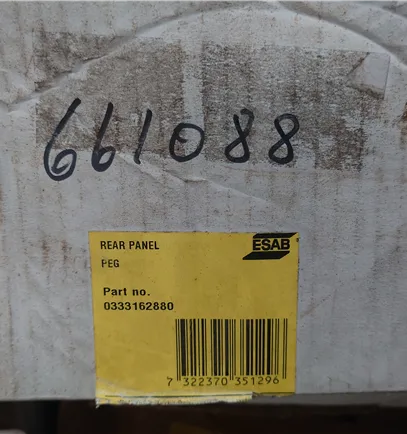 661088
REAR PANEL
ESAB
PEG
Part no.
0333162880
7 322370 351296